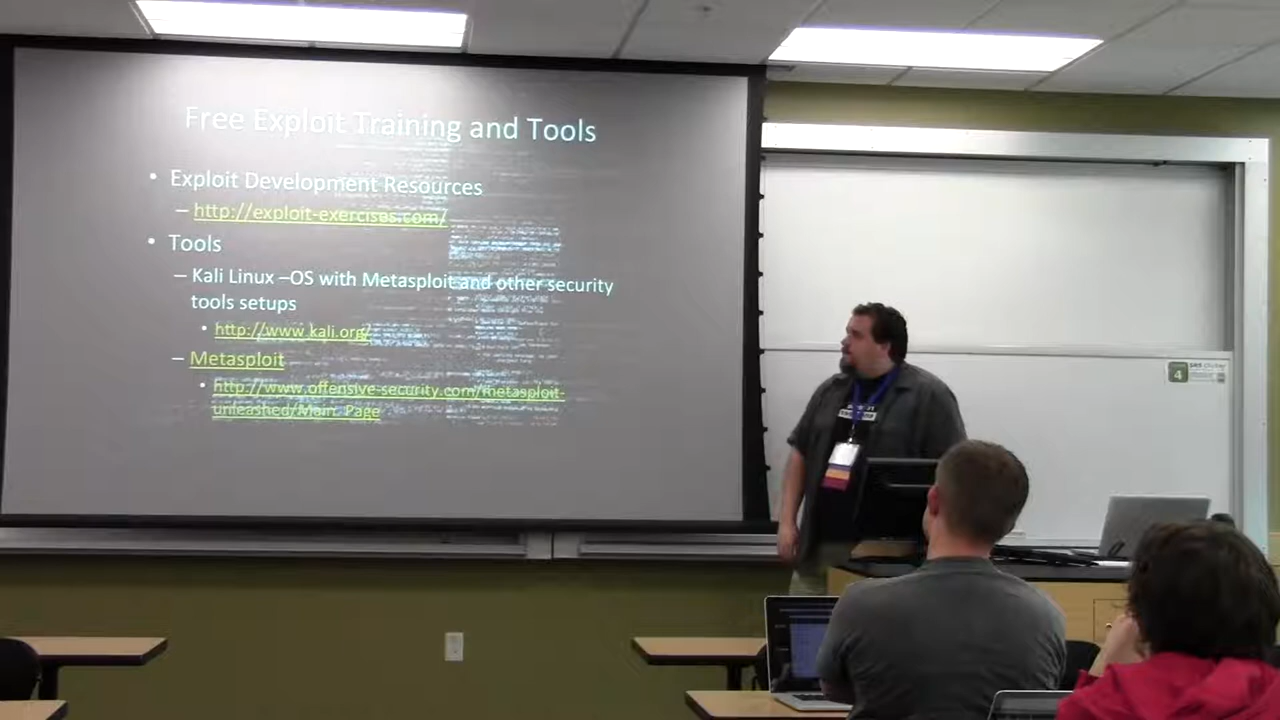 Free Exploit Training and Tools
• Exploit Development Resources
– http://exploit-exercises.com/
• Tools
– Kali Linux –OS with Metasploit and other security
tools setups
• http://www.kali.org/
– Metasploit
• http://www.offensive-security.com/metasploit-
unleashed/Main_Page
4